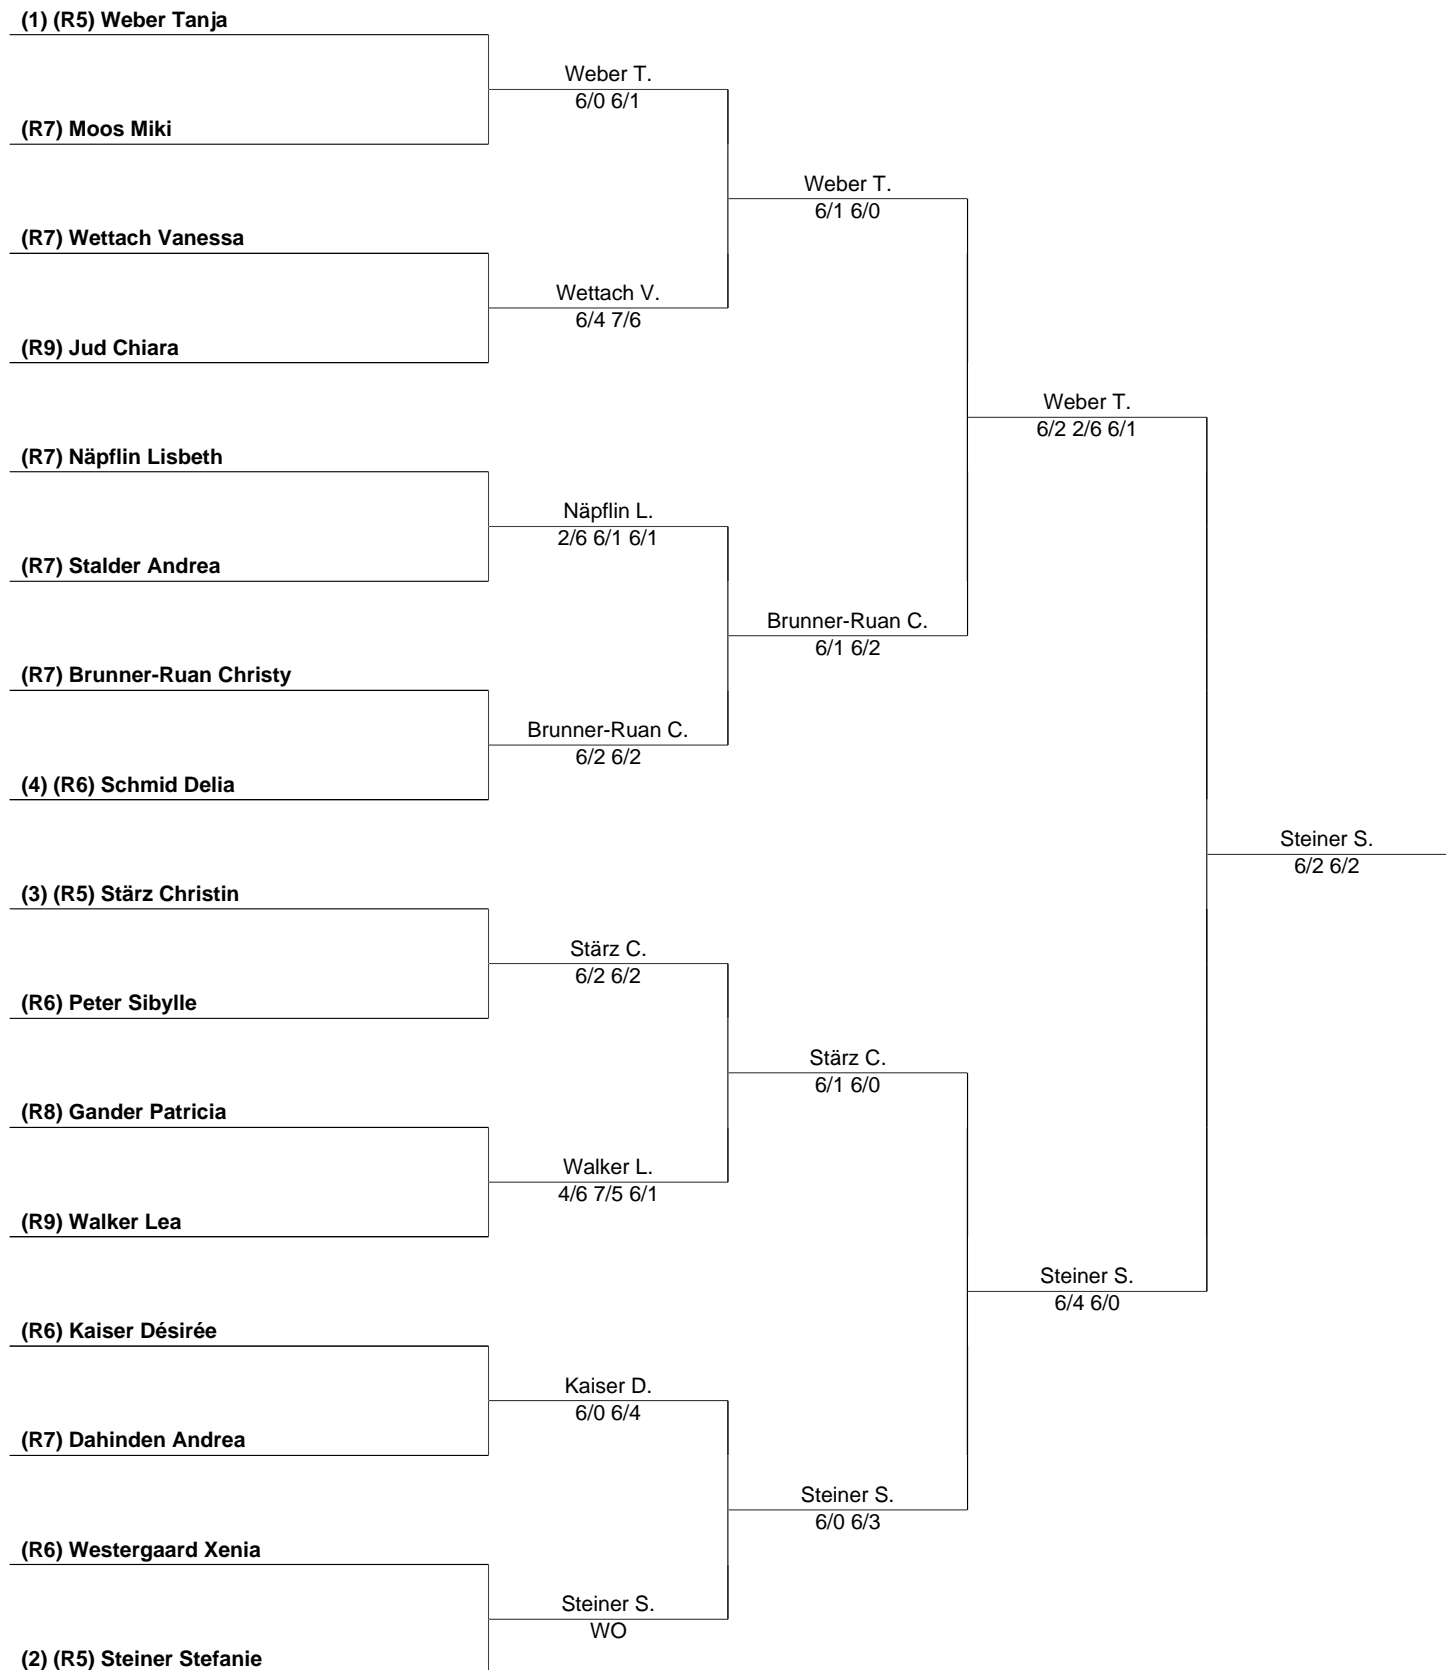 (1) (R5) Weber Tanja
Weber T.
6/0 6/1
(R7) Moos Miki
Weber T.
6/1 6/0
(R7) Wettach Vanessa
Wettach V.
6/4 7/6
(R9) Jud Chiara
Weber T.
6/2 2/6 6/1
(R7) Näpflin Lisbeth
Näpflin L.
2/6 6/1 6/1
(R7) Stalder Andrea
Brunner-Ruan C.
6/1 6/2
(R7) Brunner-Ruan Christy
Brunner-Ruan C.
6/2 6/2
(4) (R6) Schmid Delia
Steiner S.
6/2 6/2
(3) (R5) Stärz Christin
Stärz C.
6/2 6/2
(R6) Peter Sibylle
Stärz C.
6/1 6/0
(R8) Gander Patricia
Walker L.
4/6 7/5 6/1
(R9) Walker Lea
Steiner S.
6/4 6/0
(R6) Kaiser Désirée
Kaiser D.
6/0 6/4
(R7) Dahinden Andrea
Steiner S.
6/0 6/3
(R6) Westergaard Xenia
Steiner S.
WO
(2) (R5) Steiner Stefanie